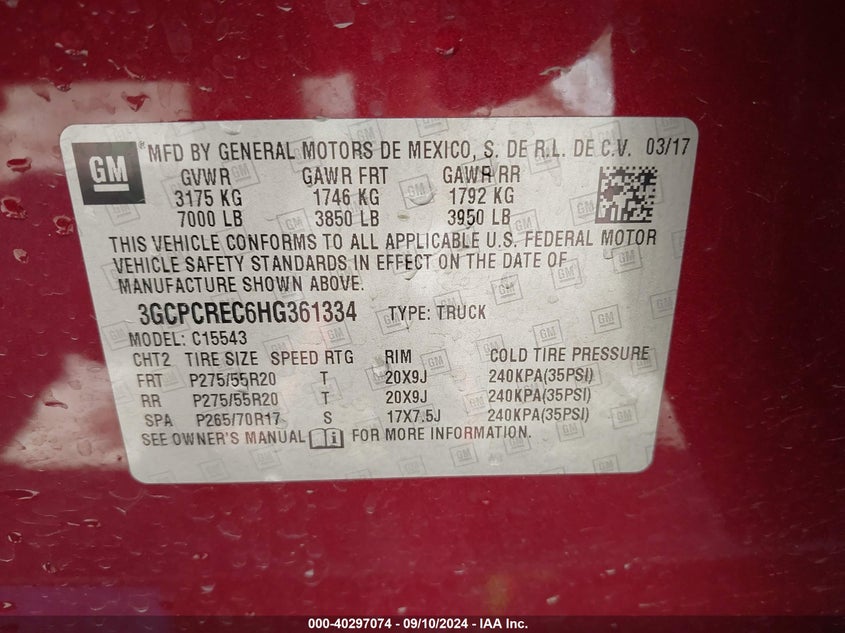 GM ® MFD BY GENERAL MOTORS DE MEXICO, S. DE R.L. DE C.V. 03/17
GVWR GAWR FRT GAWR RR
3175 KG 1746 KG 1792 KG
7000 LB 3850 LB 3950 LB
THIS VEHICLE CONFORMS TO ALL APPLICABLE U.S. FEDERAL MOTOR
VEHICLE SAFETY STANDARDS IN EFFECT ON THE DATE OF
MANUFACTURE SHOWN ABOVE.
3GCPCREC6HG361334 TYPE: TRUCK
MODEL: C15543
CHT2 TIRE SIZE SPEED RTG RIM COLD TIRE PRESSURE
FRT P275/55R20 T 20X9J 240KPA(35PSI)
RR P275/55R20 T 20X9J 240KPA(35PSI)
SPA P265/70R17 S 17X7.5J 240KPA(35PSI)
SEE OWNER'S MANUAL FOR MORE INFORMATION.
000-40297074 - 09/10/2024 - IAA Inc.